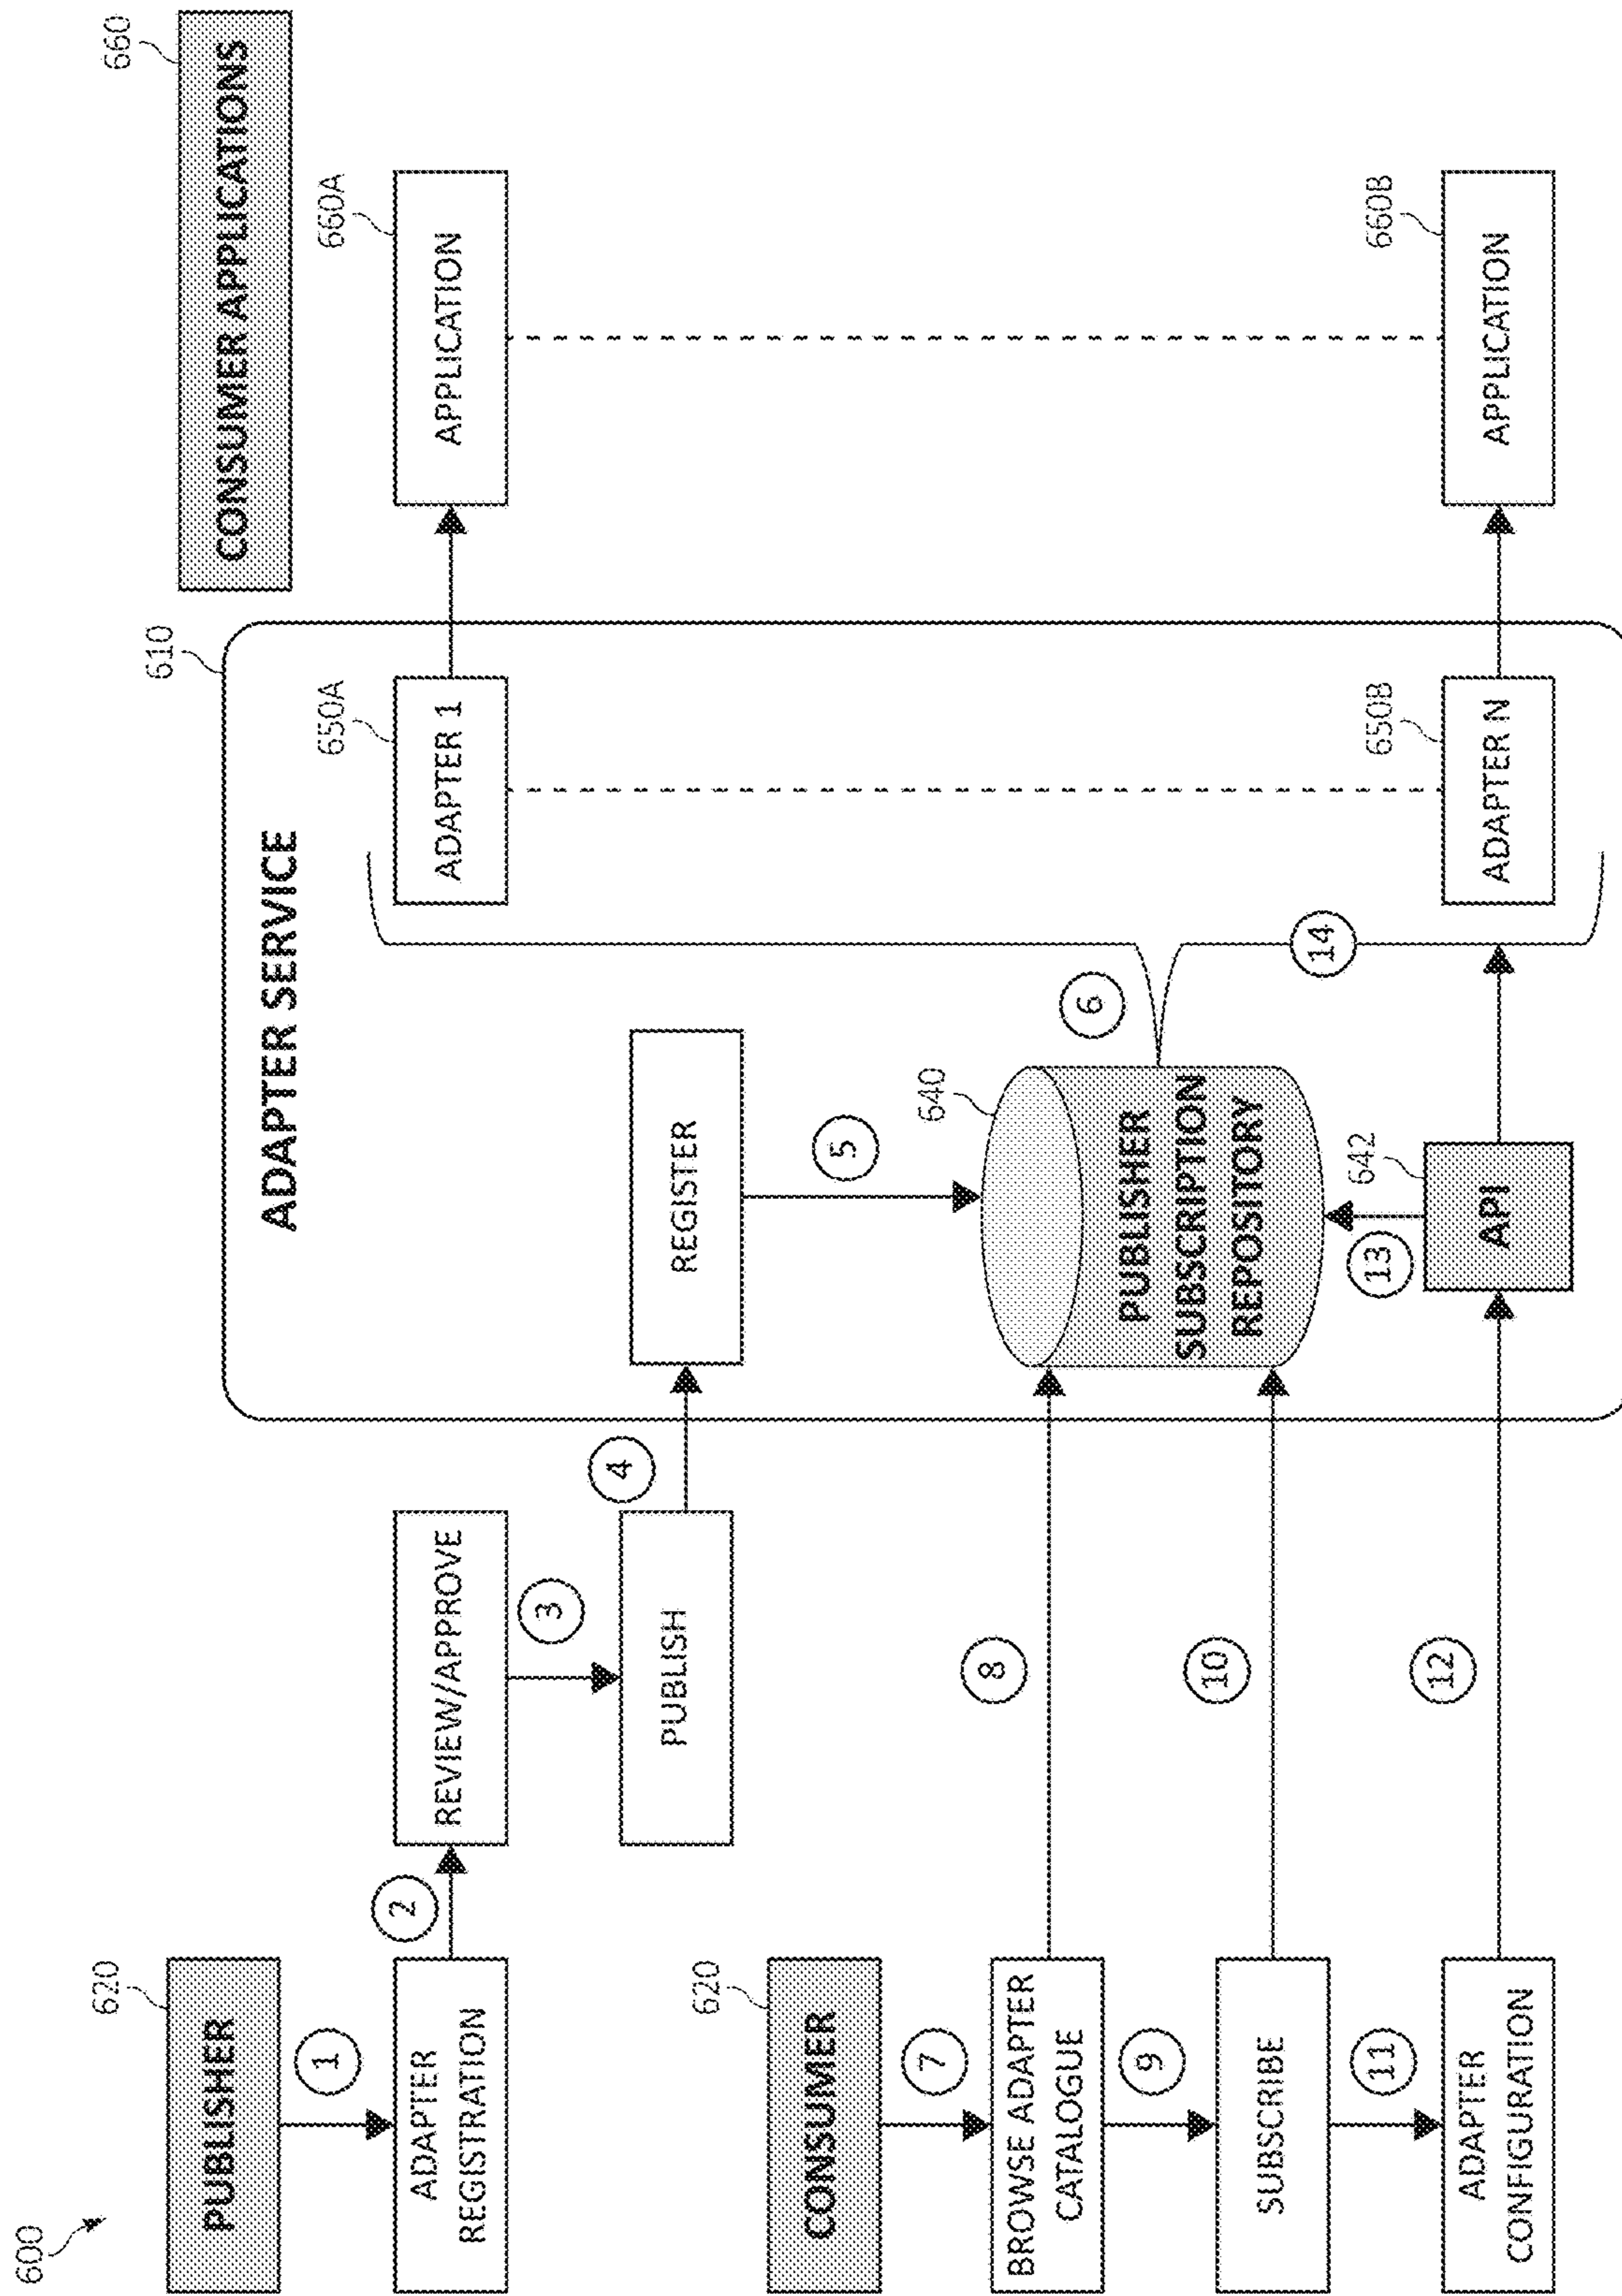 600
620
PUBLISHER
1
ADAPTER
REGISTRATION
2
REVIEW/APPROVE
3
PUBLISH
4
620
CONSUMER
7
BROWSE ADAPTER
CATALOGUE
8
9
SUBSCRIBE
10
11
ADAPTER
CONFIGURATION
12
610
ADAPTER SERVICE
REGISTER
5
640
PUBLISHER
SUBSCRIPTION
REPOSITORY
6
13
642
API
14
650A
ADAPTER 1
650B
ADAPTER N
660
CONSUMER APPLICATIONS
660A
APPLICATION
660B
APPLICATION